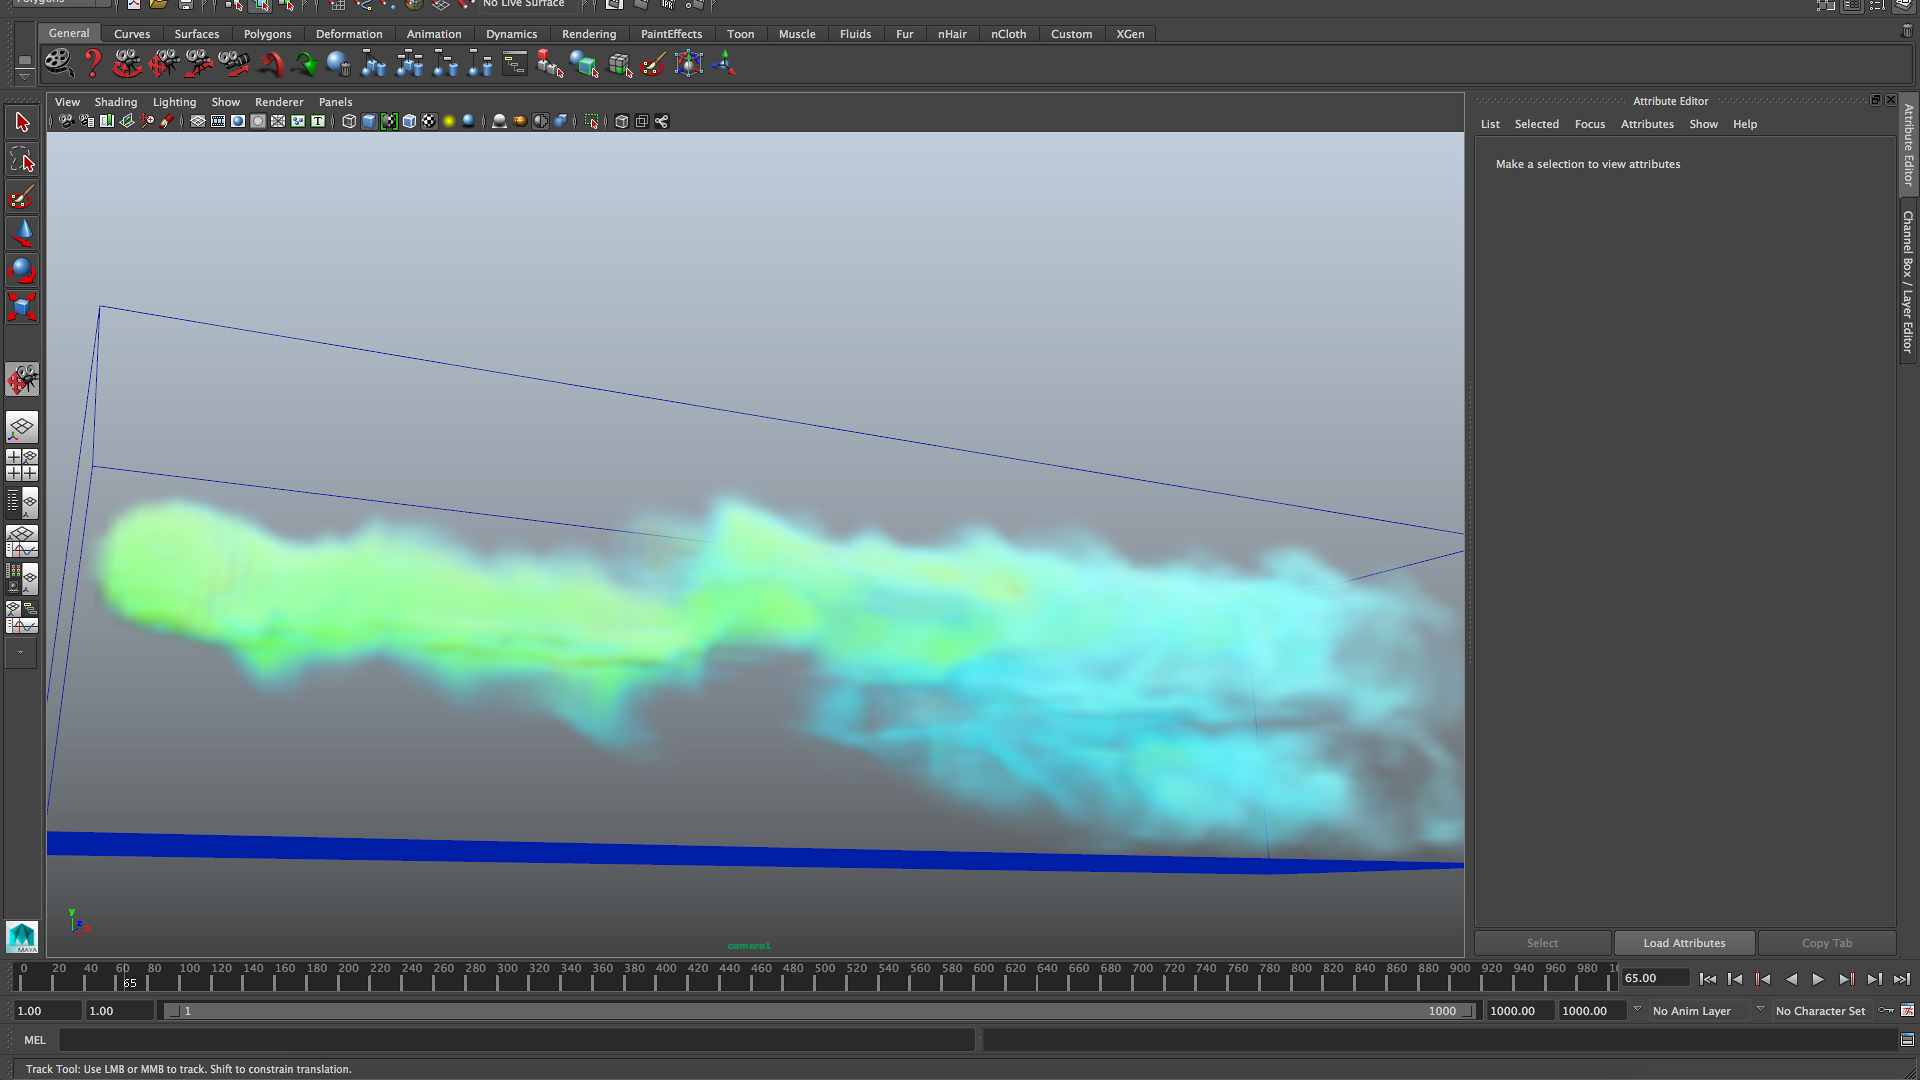 Polygons
No Live Surface
General Curves Surfaces Polygons Deformation Animation Dynamics Rendering PaintEffects Toon Muscle Fluids Fur nHair nCloth Custom XGen
View Shading Lighting Show Renderer Panels
Attribute Editor
List Selected Focus Attributes Show Help
Make a selection to view attributes
Attribute Editor
Channel Box / Layer Editor
y
z
x
camera1
MAYA
Select Load Attributes Copy Tab
0 20 40 60 80 100 120 140 160 180 200 220 240 260 280 300 320 340 360 380 400 420 440 460 480 500 520 540 560 580 600 620 640 660 680 700 720 740 760 780 800 820 840 860 880 900 920 940 960 980
65
65.00
1.00 1.00 1 1000 1000.00 1000.00 No Anim Layer No Character Set
MEL
Track Tool: Use LMB or MMB to track. Shift to constrain translation.